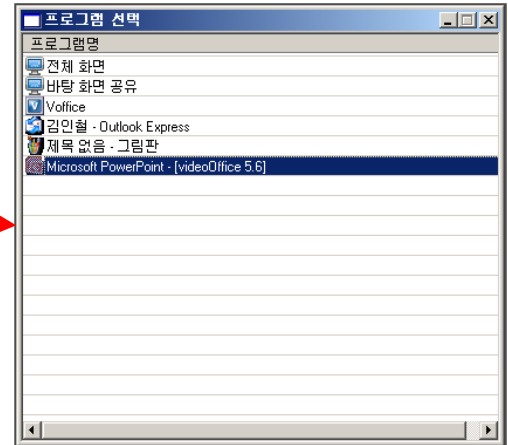 프로그램 선택
프로그램명
전체 화면
바탕 화면 공유
Voffice
김인철 - Outlook Express
제목 없음 - 그림판
Microsoft PowerPoint - [videoOffice 5.6]